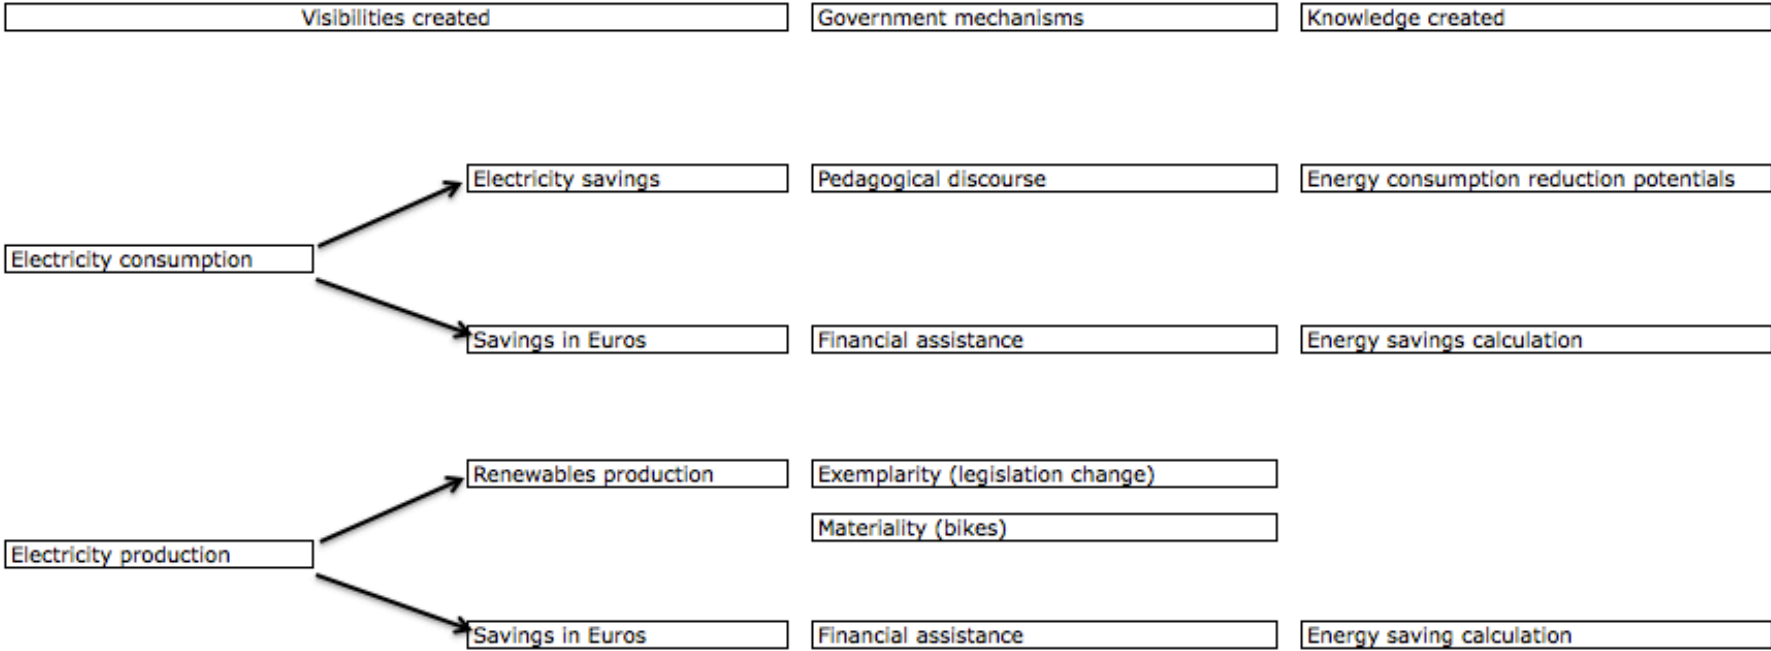 Visibilities created
Government mechanisms
Knowledge created
Electricity savings
Pedagogical discourse
Energy consumption reduction potentials
Electricity consumption
Savings in Euros
Financial assistance
Energy savings calculation
Renewables production
Exemplarity (legislation change)
Materiality (bikes)
Electricity production
Savings in Euros
Financial assistance
Energy saving calculation